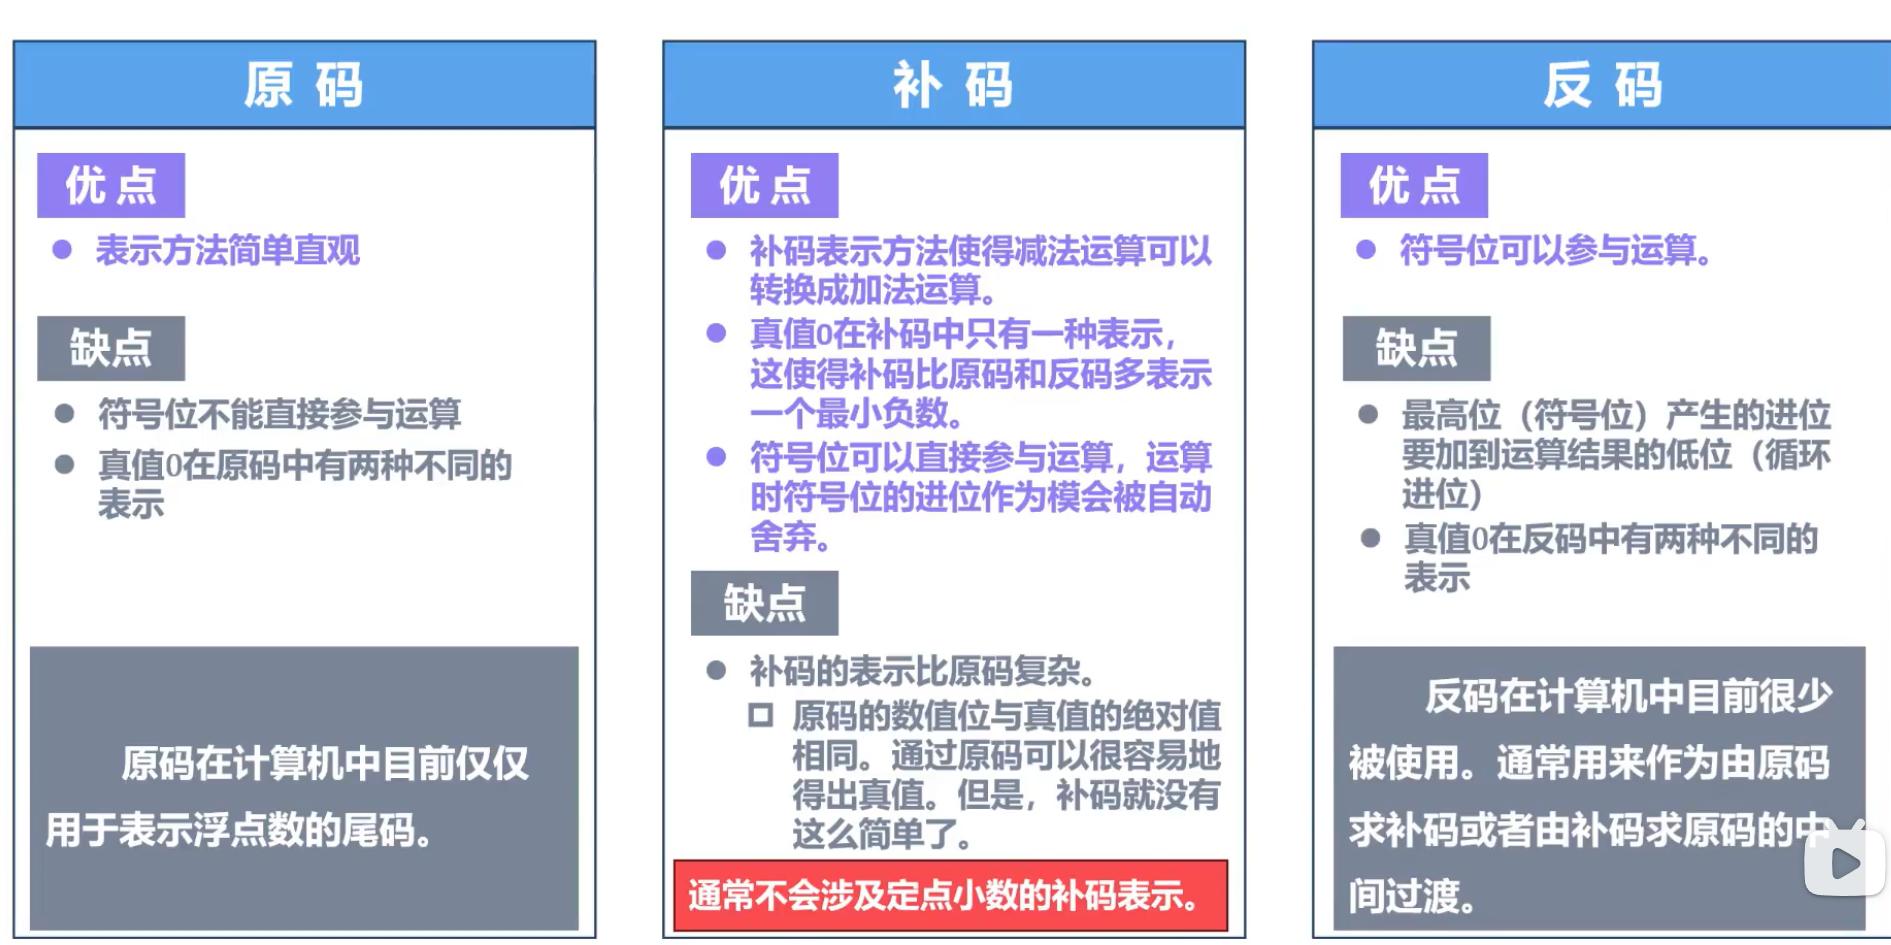 原码
优点
表示方法简单直观
缺点
符号位不能直接参与运算
真值0在原码中有两种不同的
表示
原码在计算机中目前仅仅
用于表示浮点数的尾码。
补码
优点
补码表示方法使得减法运算可以
转换成加法运算。
真值0在补码中只有一种表示，
这使得补码比原码和反码多表示
一个最小负数。
符号位可以直接参与运算，运算
时符号位的进位作为模会被自动
舍弃。
缺点
补码的表示比原码复杂。
原码的数值位与真值的绝对值
相同。通过原码可以很容易地
得出真值。但是，补码就没有
这么简单了。
通常不会涉及定点小数的补码表示。
反码
优点
符号位可以参与运算。
缺点
最高位（符号位）产生的进位
要加到运算结果的低位（循环
进位）
真值0在反码中有两种不同的
表示
反码在计算机中目前很少
被使用。通常用来作为由原码
求补码或者由补码求原码的中
间过渡。